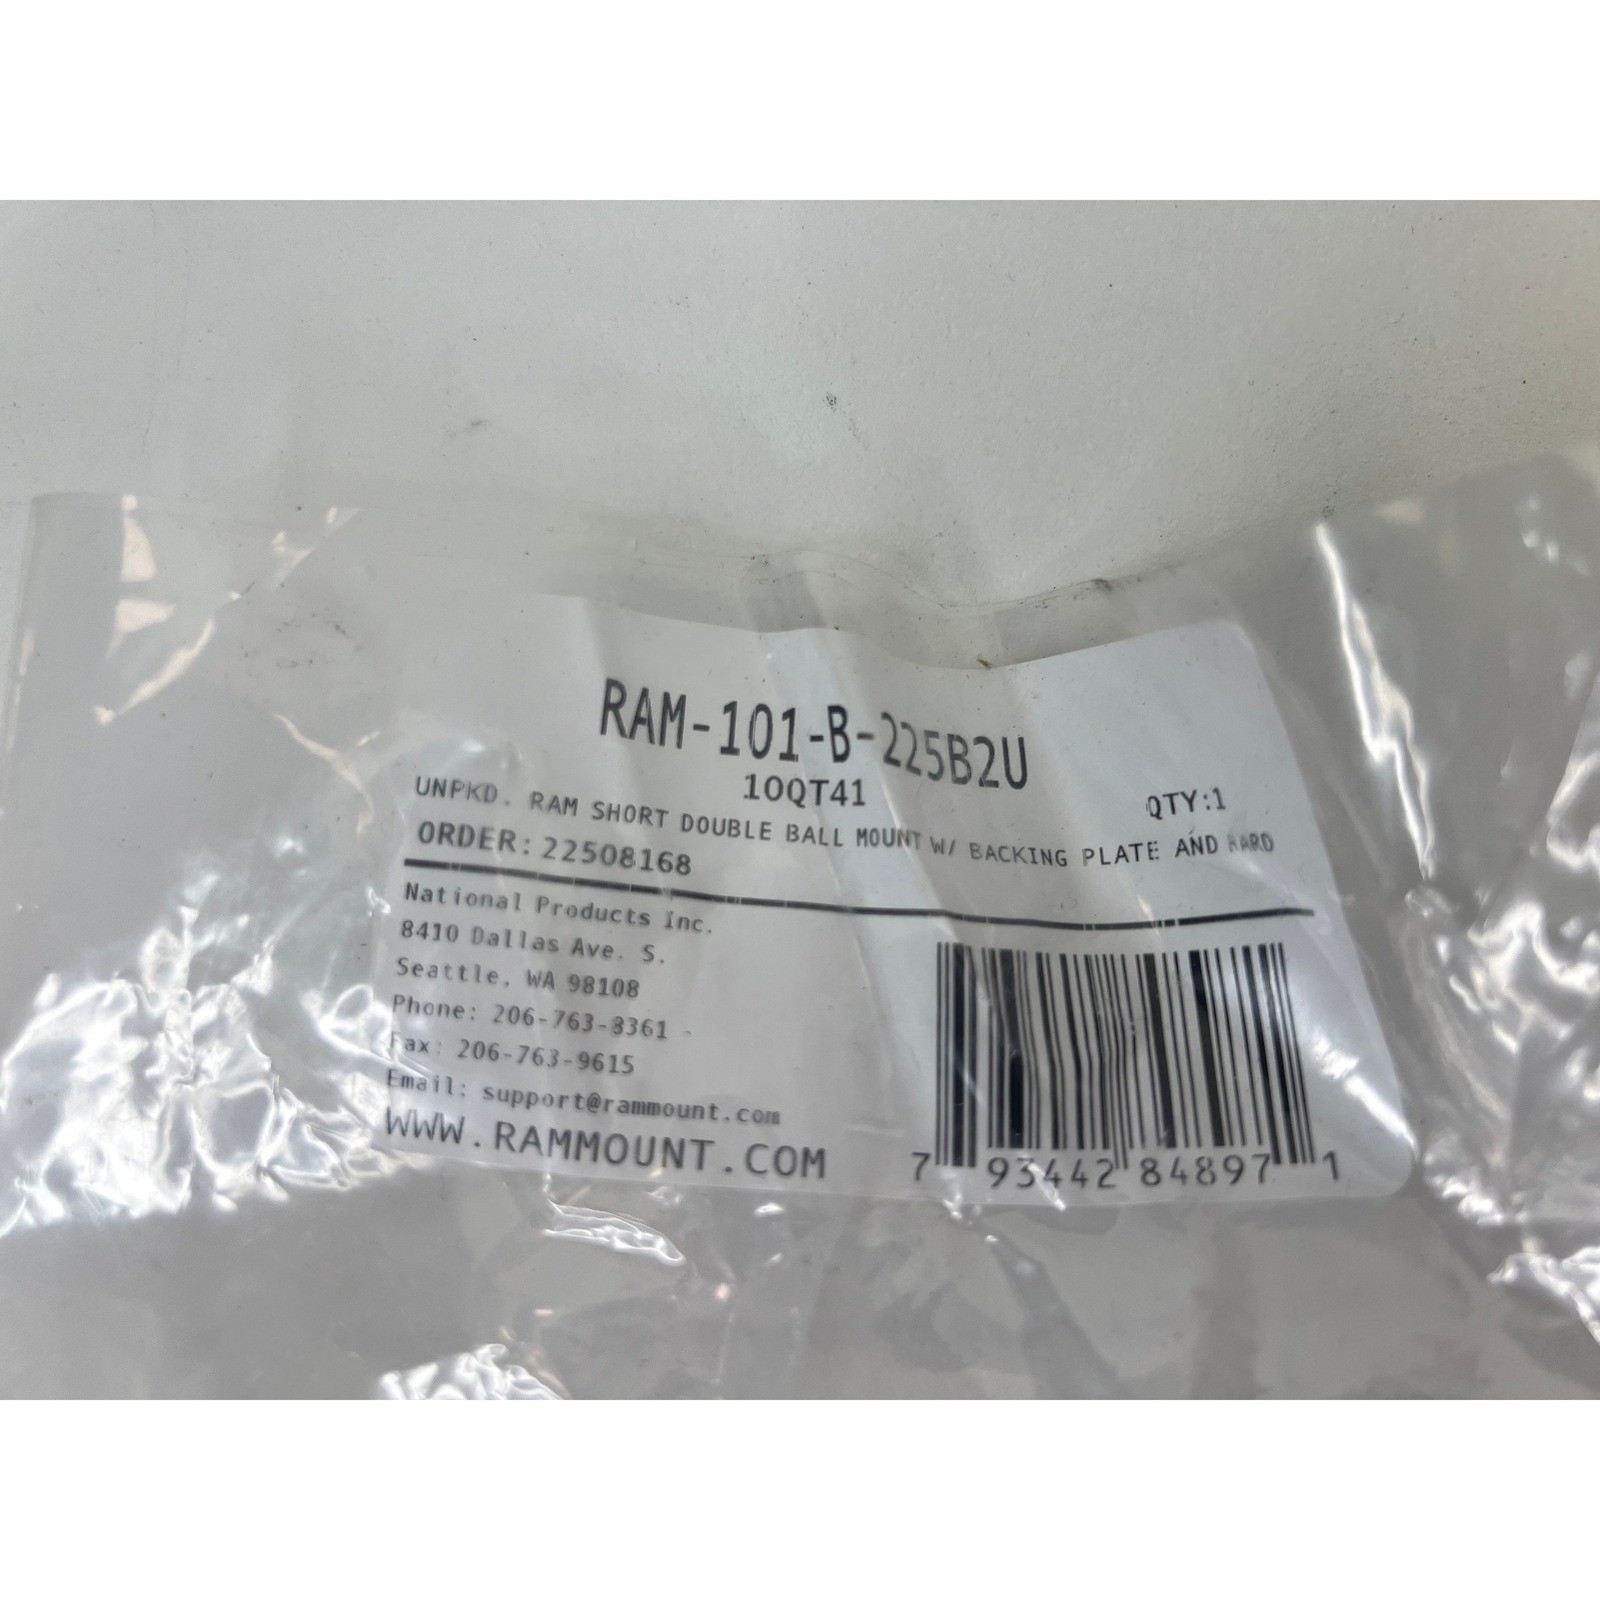 RAM-101-B-225B2U
10QT41
QTY:1
UNPKD. RAM SHORT DOUBLE BALL MOUNT W/ BACKING PLATE AND HARD
ORDER:22508168
National Products Inc.
8410 Dallas Ave. S.
Seattle, WA 98108
Phone: 206-763-8361
Fax: 206-763-9615
Email: support@rammount.com
WWW.RAMMOUNT.COM
7 93442 84897 1